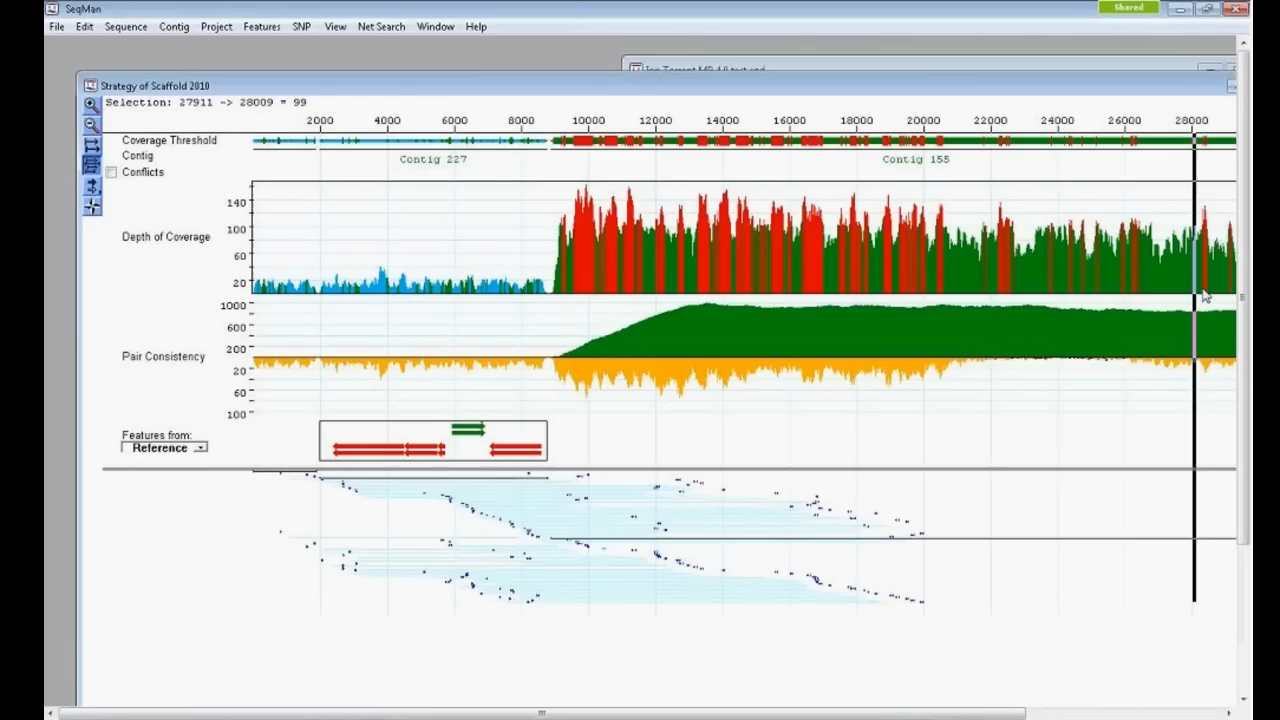 SeqMan
Shared
File Edit Sequence Contig Project Features SNP View Net Search Window Help
Strategy of Scaffold 2010
Selection: 27911 -> 28009 = 99
2000 4000 6000 8000 10000 12000 14000 16000 18000 20000 22000 24000 26000 28000
Coverage Threshold
Contig
Contig 227 Contig 155
Conflicts
140
100
Depth of Coverage
60
20
1000
600
200
Pair Consistency
20
60
100
Features from:
Reference